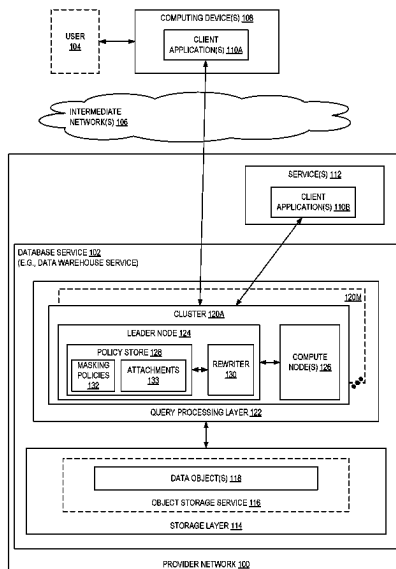 USER
104
COMPUTING DEVICE(S) 108
CLIENT
APPLICATION(S) 110A
INTERMEDIATE
NETWORK(S) 106
SERVICE(S) 112
CLIENT
APPLICATION(S) 110B
DATABASE SERVICE 102
(E.G., DATA WAREHOUSE SERVICE)
120M
CLUSTER 120A
LEADER NODE 124
POLICY STORE 128
MASKING
POLICIES
132
ATTACHMENTS
133
REWRITER
130
COMPUTE
NODE(S) 126
QUERY PROCESSING LAYER 122
DATA OBJECT(S) 118
OBJECT STORAGE SERVICE 116
STORAGE LAYER 114
PROVIDER NETWORK 100